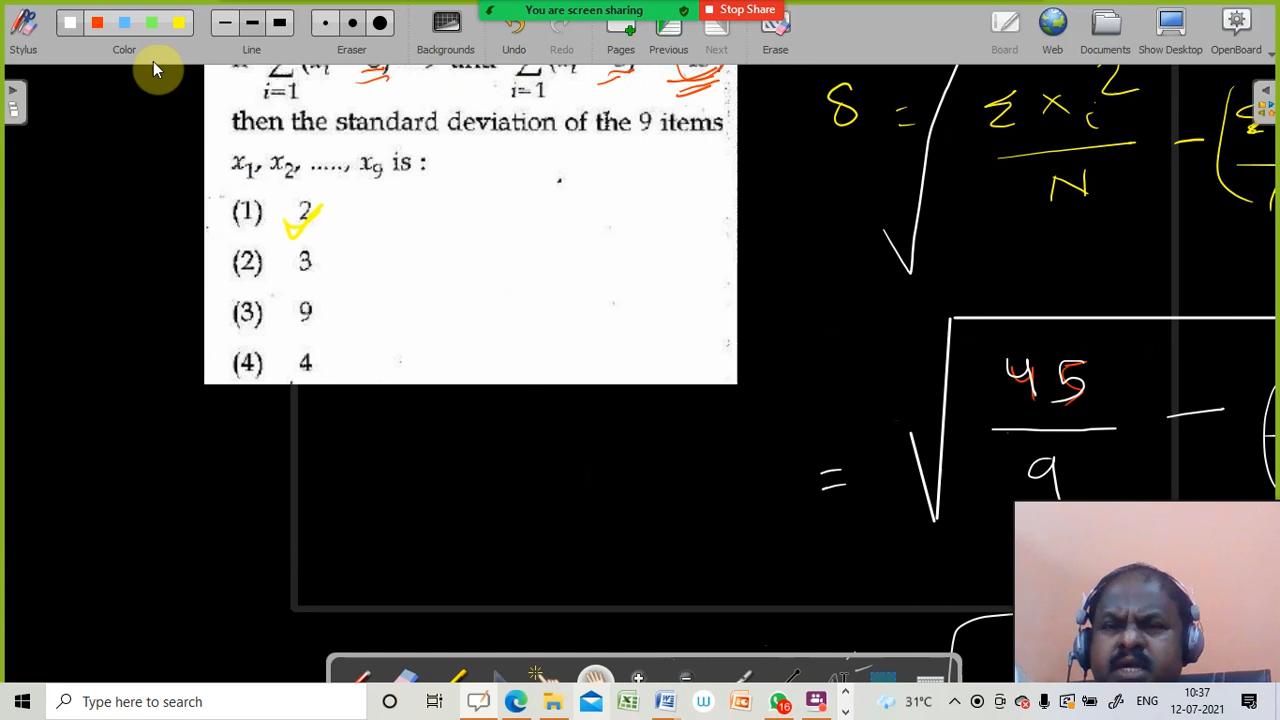 You are screen sharing Stop Share
Stylus Color Line Eraser Backgrounds Undo Redo Pages Previous Next Erase Board Web Documents Show Desktop OpenBoard
i=1 i=1
then the standard deviation of the 9 items
x₁, x₂, ....., x₉ is :
(1) 2
(2) 3
(3) 9
(4) 4
Σ xᵢ²
N
=
45
9
Type here to search
16
31°C
ENG
10:37
12-07-2021